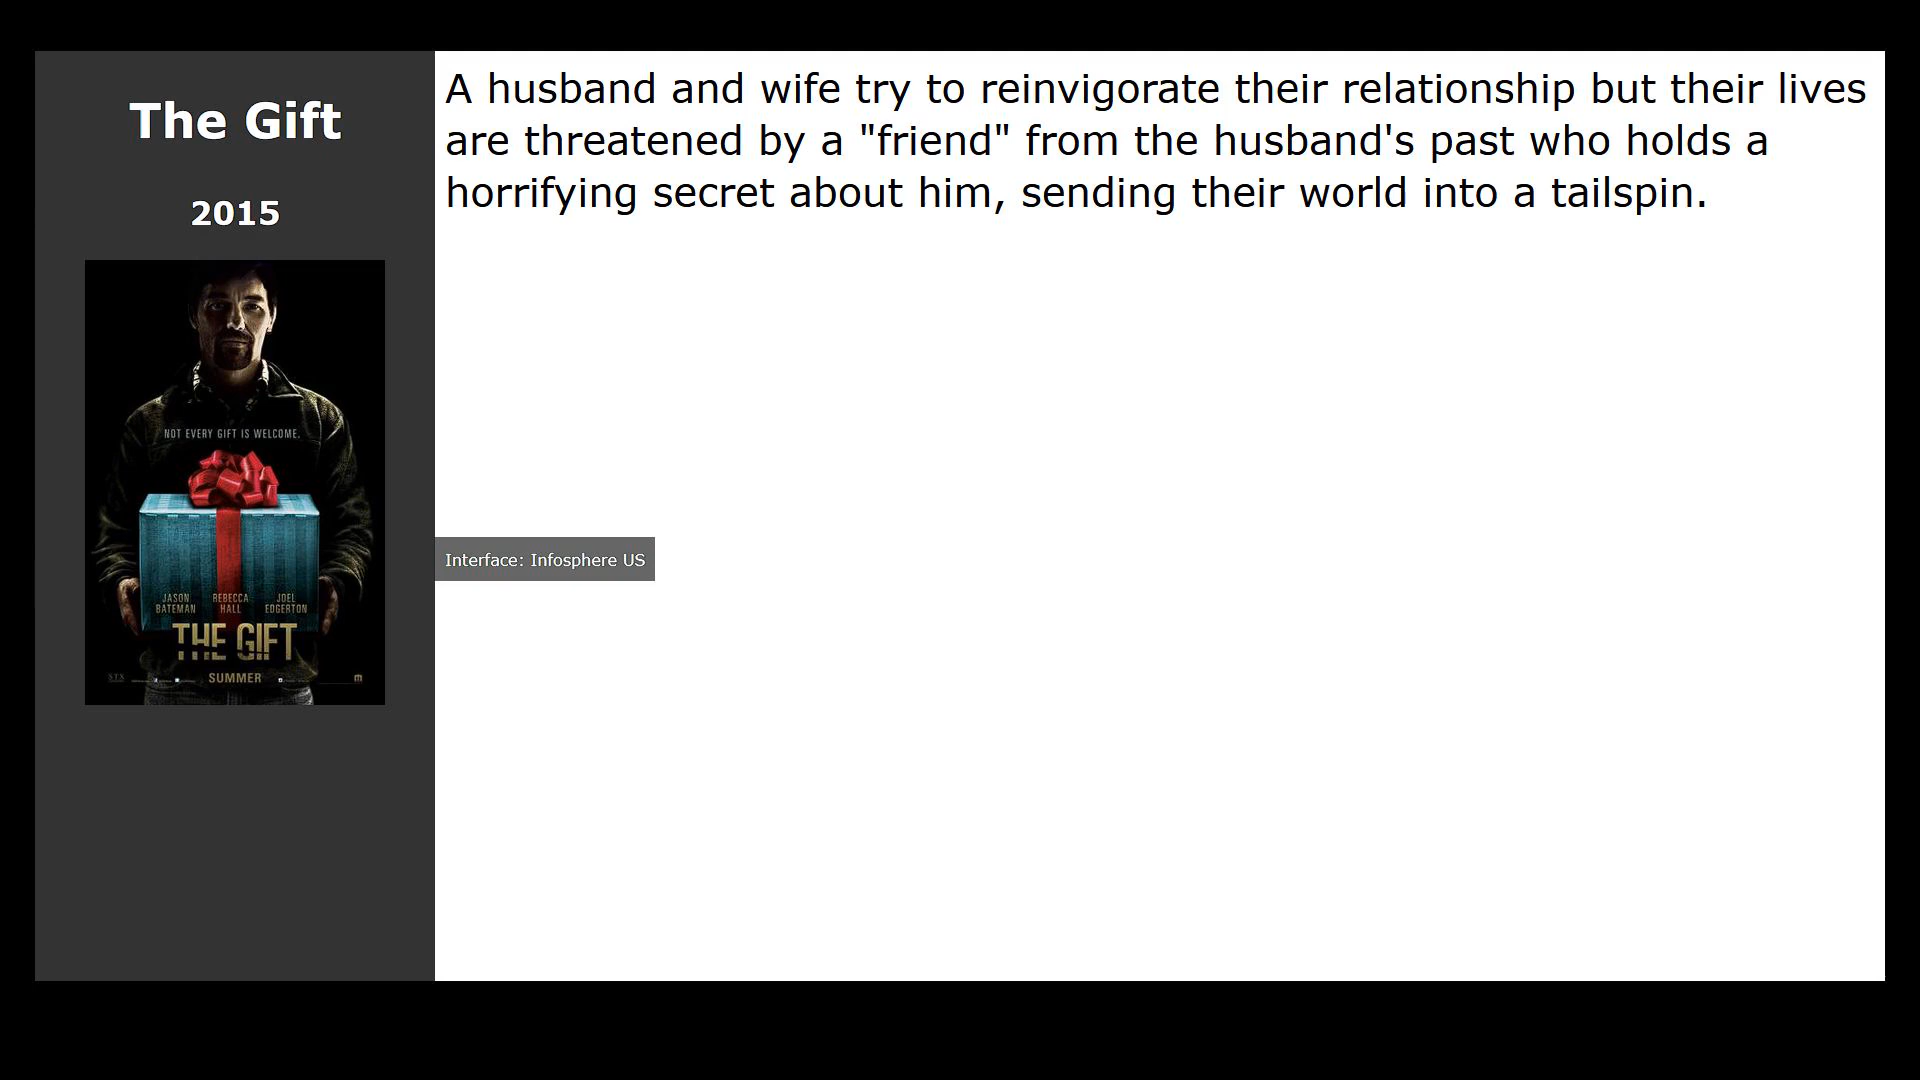 The Gift
2015
NOT EVERY GIFT IS WELCOME.
JASON BATEMAN
REBECCA HALL
JOEL EDGERTON
THE GIFT
STX
SUMMER
A husband and wife try to reinvigorate their relationship but their lives
are threatened by a "friend" from the husband's past who holds a
horrifying secret about him, sending their world into a tailspin.
Interface: Infosphere US